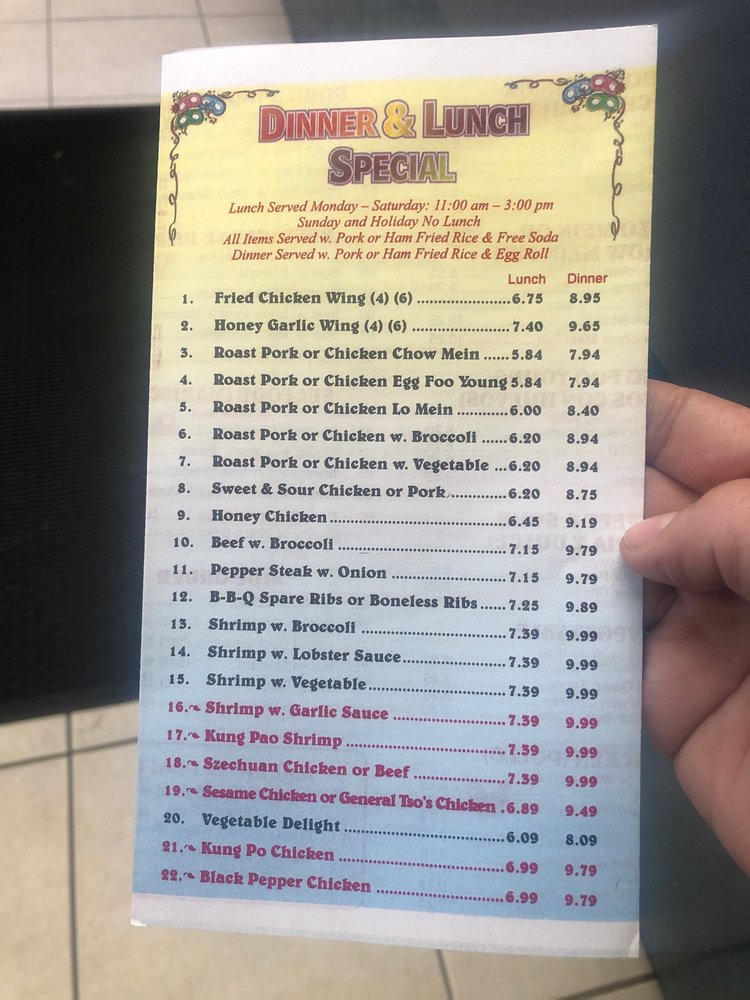 DINNER & LUNCH
SPECIAL
Lunch Served Monday – Saturday: 11:00 am – 3:00 pm
Sunday and Holiday No Lunch
All Items Served w. Pork or Ham Fried Rice & Free Soda
Dinner Served w. Pork or Ham Fried Rice & Egg Roll
Lunch Dinner
1. Fried Chicken Wing (4) (6) ......................6.75 8.95
2. Honey Garlic Wing (4) (6) .......................7.40 9.65
3. Roast Pork or Chicken Chow Mein ......5.84 7.94
4. Roast Pork or Chicken Egg Foo Young 5.84 7.94
5. Roast Pork or Chicken Lo Mein ............6.00 8.40
6. Roast Pork or Chicken w. Broccoli ......6.20 8.94
7. Roast Pork or Chicken w. Vegetable ...6.20 8.94
8. Sweet & Sour Chicken or Pork..............6.20 8.75
9. Honey Chicken...........................................6.45 9.19
10. Beef w. Broccoli .........................................7.15 9.79
11. Pepper Steak w. Onion ............................7.15 9.79
12. B-B-Q Spare Ribs or Boneless Ribs......7.25 9.89
13. Shrimp w. Broccoli ...................................7.39 9.99
14. Shrimp w. Lobster Sauce.........................7.39 9.99
15. Shrimp w. Vegetable.................................7.39 9.99
16. Shrimp w. Garlic Sauce ...........................7.39 9.99
17. Kung Pao Shrimp ......................................7.39 9.99
18. Szechuan Chicken or Beef ......................7.39 9.99
19. Sesame Chicken or General Tso's Chicken .6.89 9.49
20. Vegetable Delight ......................................6.09 8.09
21. Kung Po Chicken .......................................6.99 9.79
22. Black Pepper Chicken ..............................6.99 9.79